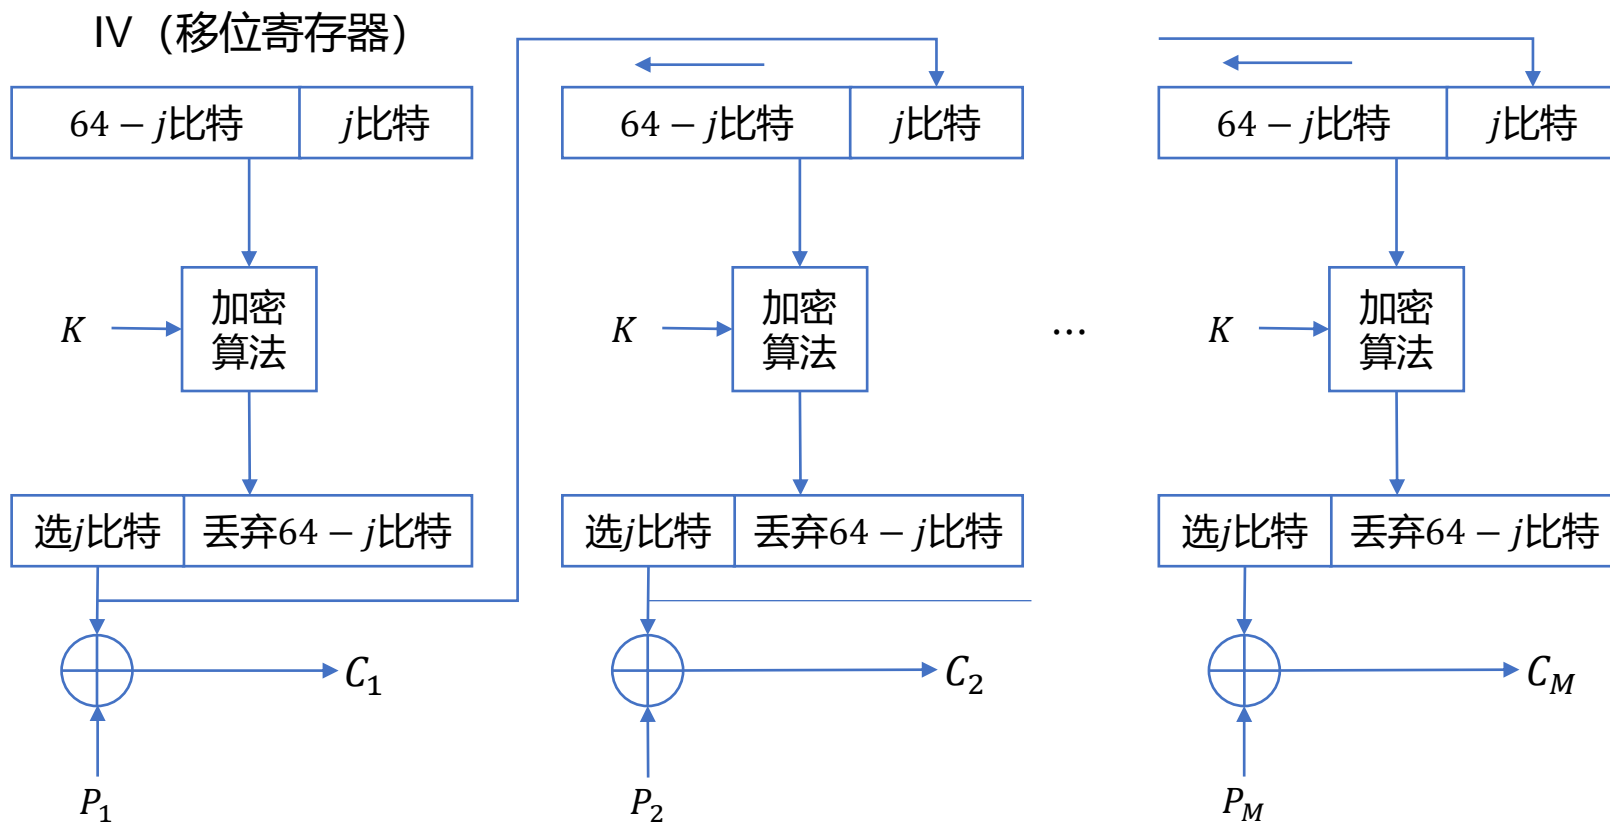 IV（移位寄存器）
64 − j比特 j比特 64 − j比特 j比特 64 − j比特 j比特
K 加密 K 加密 ··· K 加密
算法 算法 算法
选j比特 丢弃64 − j比特 选j比特 丢弃64 − j比特 选j比特 丢弃64 − j比特
C₁ C₂ C_M
P₁ P₂ P_M